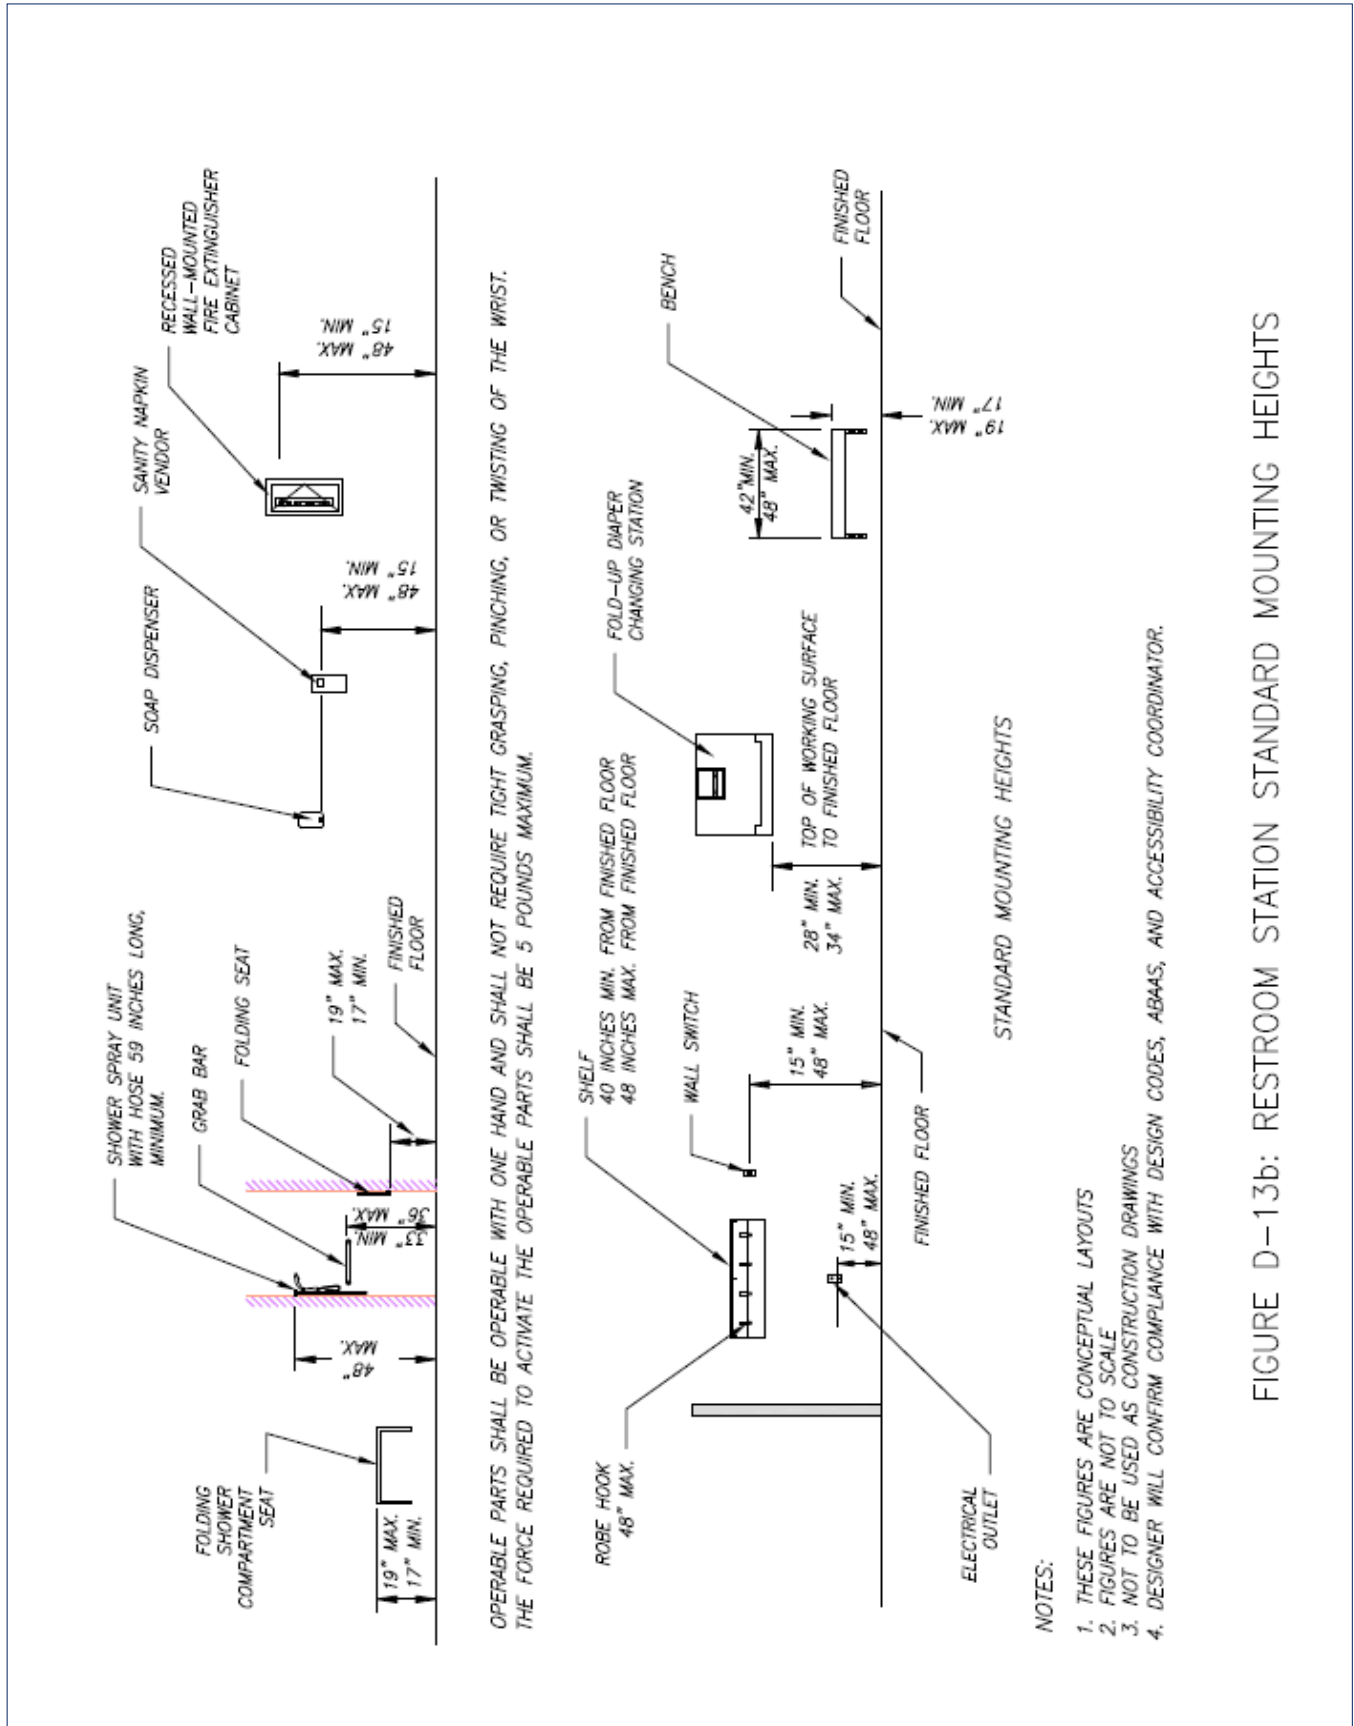 SHOWER SPRAY UNIT
WITH HOSE 59 INCHES LONG,
MINIMUM.
GRAB BAR
FOLDING SEAT
19" MAX.
17" MIN.
FINISHED
FLOOR
FOLDING
SHOWER
COMPARTMENT
SEAT
19" MAX.
17" MIN.
48"
MAX.
33" MIN.
36" MAX.
SOAP DISPENSER
SANITY NAPKIN
VENDOR
48" MAX.
15" MIN.
RECESSED
WALL-MOUNTED
FIRE EXTINGUISHER
CABINET
48" MAX.
15" MIN.
OPERABLE PARTS SHALL BE OPERABLE WITH ONE HAND AND SHALL NOT REQUIRE TIGHT GRASPING, PINCHING, OR TWISTING OF THE WRIST.
THE FORCE REQUIRED TO ACTIVATE THE OPERABLE PARTS SHALL BE 5 POUNDS MAXIMUM.
ROBE HOOK
48" MAX.
SHELF
40 INCHES MIN. FROM FINISHED FLOOR
48 INCHES MAX. FROM FINISHED FLOOR
WALL SWITCH
15" MIN.
48" MAX.
15" MIN.
48" MAX.
FINISHED FLOOR
ELECTRICAL
OUTLET
FOLD-UP DIAPER
CHANGING STATION
TOP OF WORKING SURFACE
TO FINISHED FLOOR
28" MIN.
34" MAX.
BENCH
42"MIN.
48" MAX.
19" MAX.
17" MIN.
FINISHED
FLOOR
STANDARD MOUNTING HEIGHTS
NOTES:
1. THESE FIGURES ARE CONCEPTUAL LAYOUTS
2. FIGURES ARE NOT TO SCALE
3. NOT TO BE USED AS CONSTRUCTION DRAWINGS
4. DESIGNER WILL CONFIRM COMPLIANCE WITH DESIGN CODES, ABAAS, AND ACCESSIBILITY COORDINATOR.
FIGURE D-13b: RESTROOM STATION STANDARD MOUNTING HEIGHTS